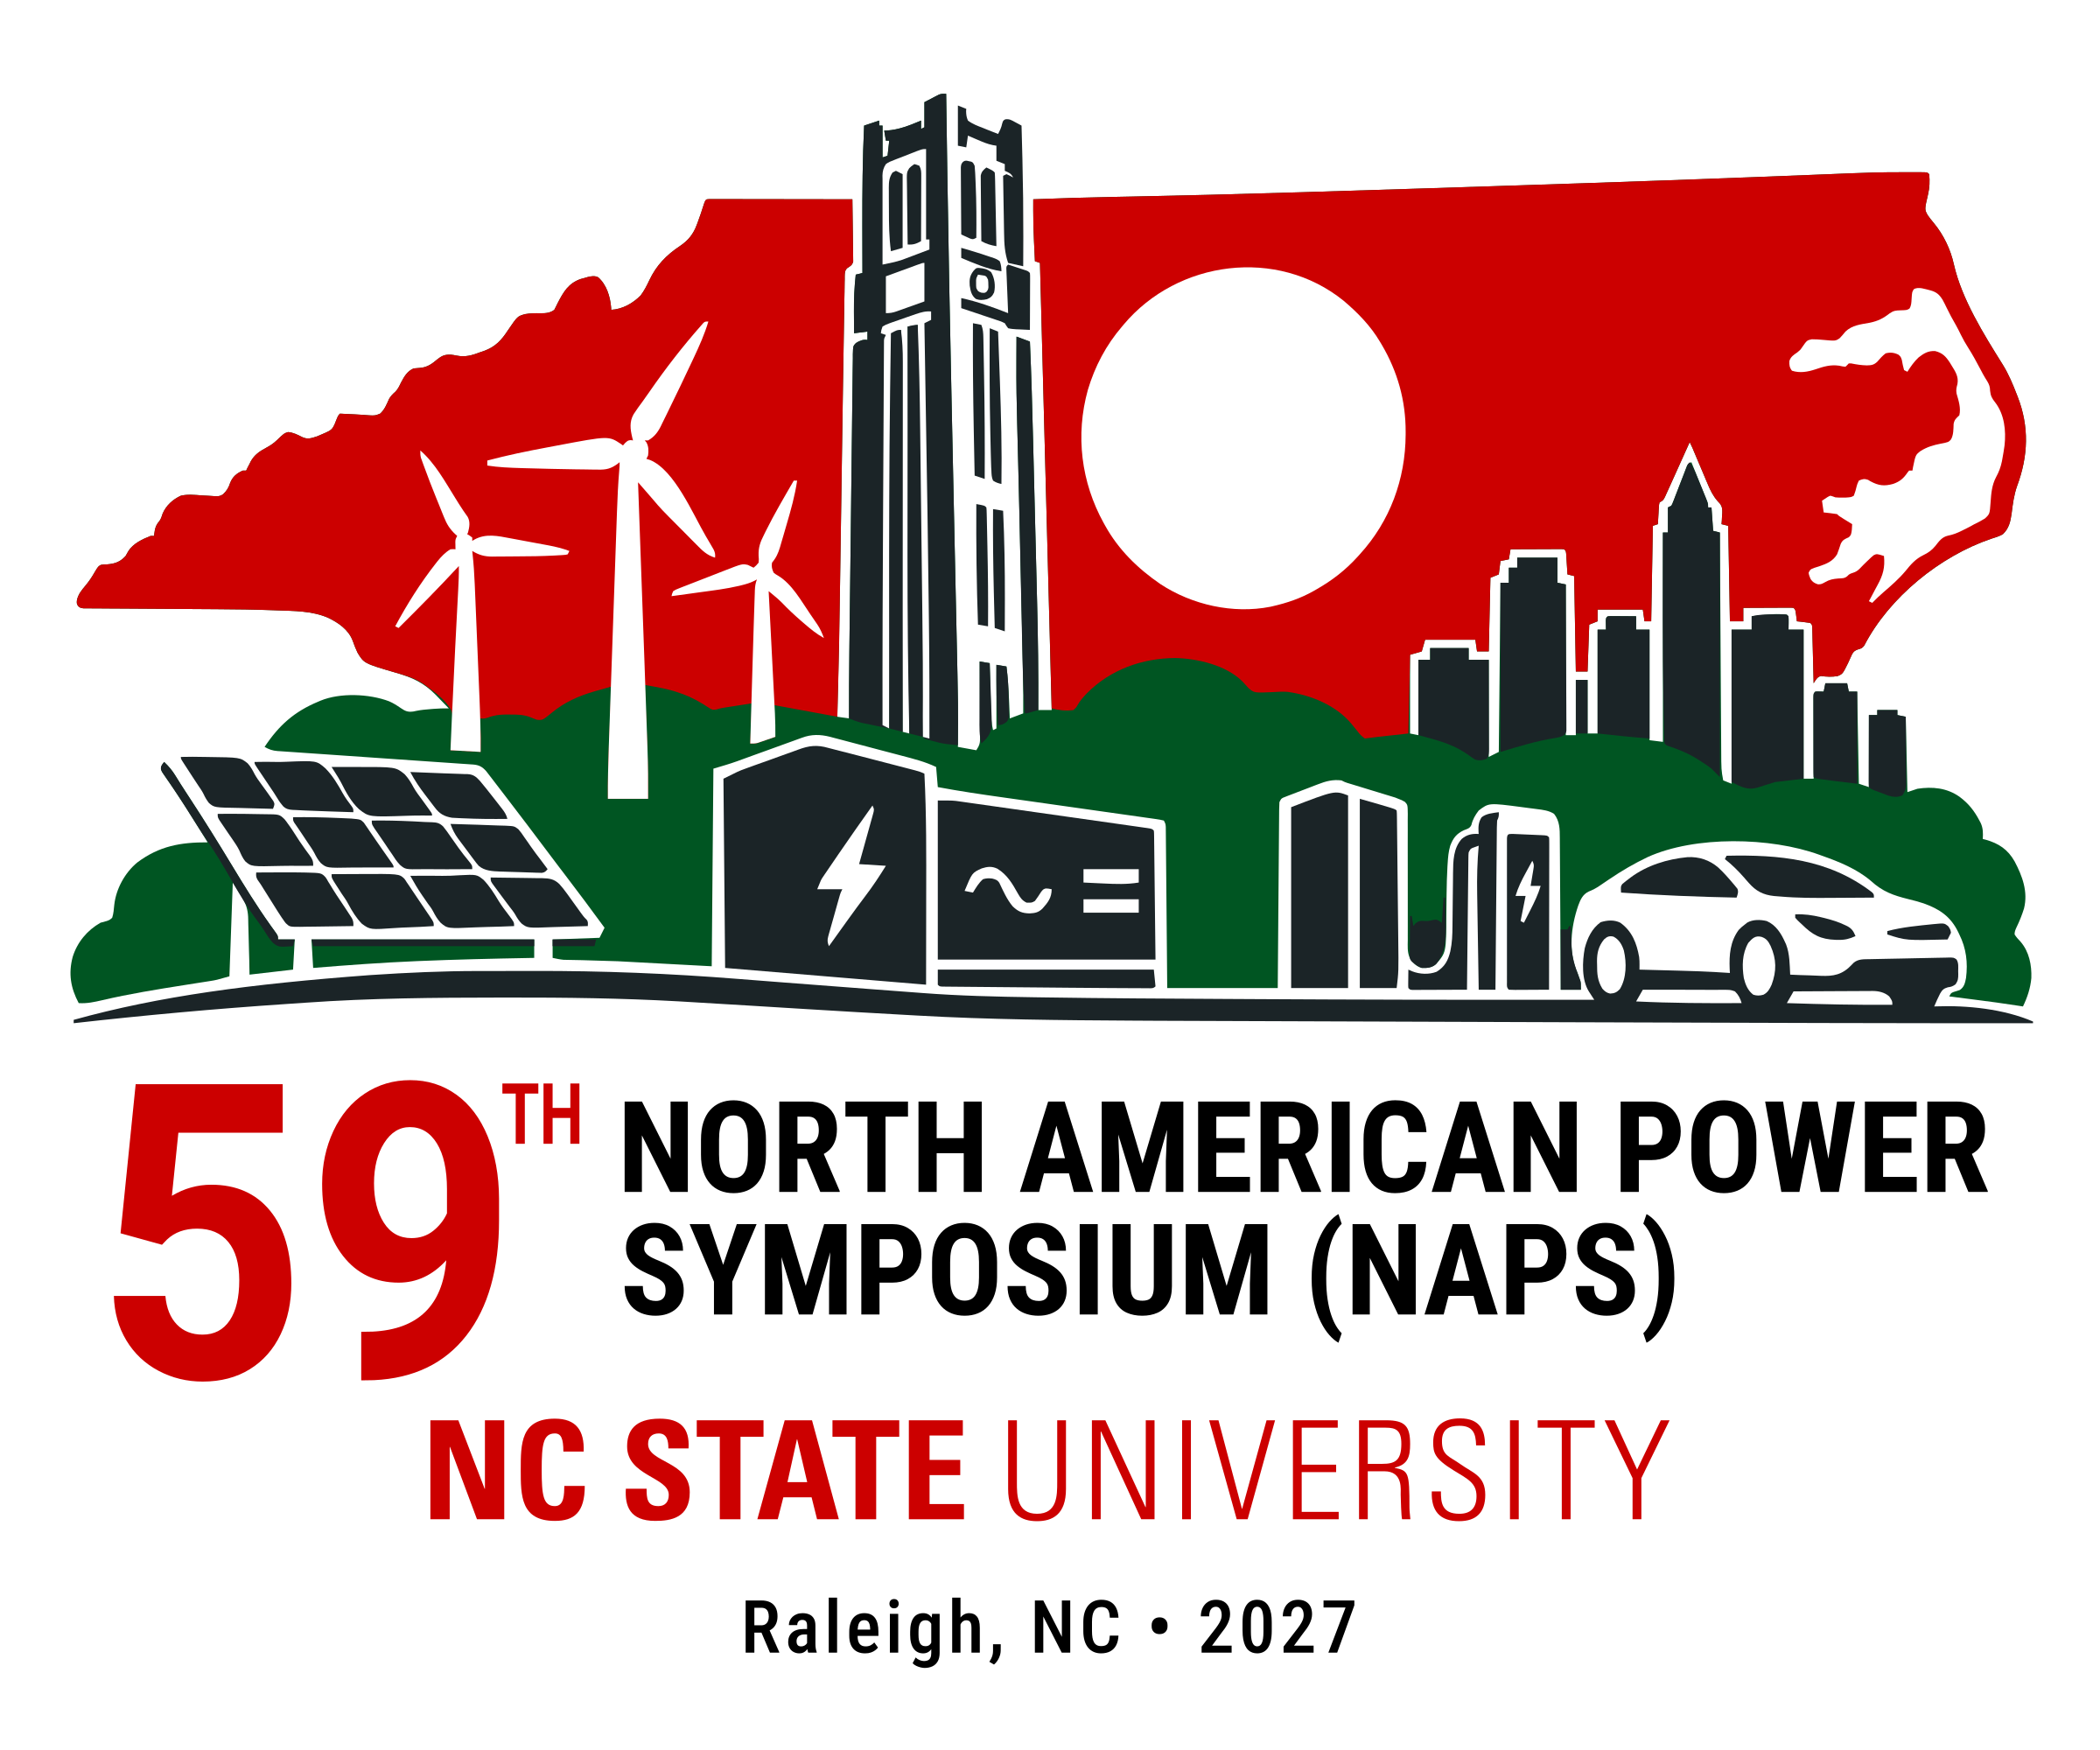 59TH NORTH AMERICAN POWER
SYMPOSIUM (NAPS)
NC STATE UNIVERSITY
Raleigh, NC • 2027